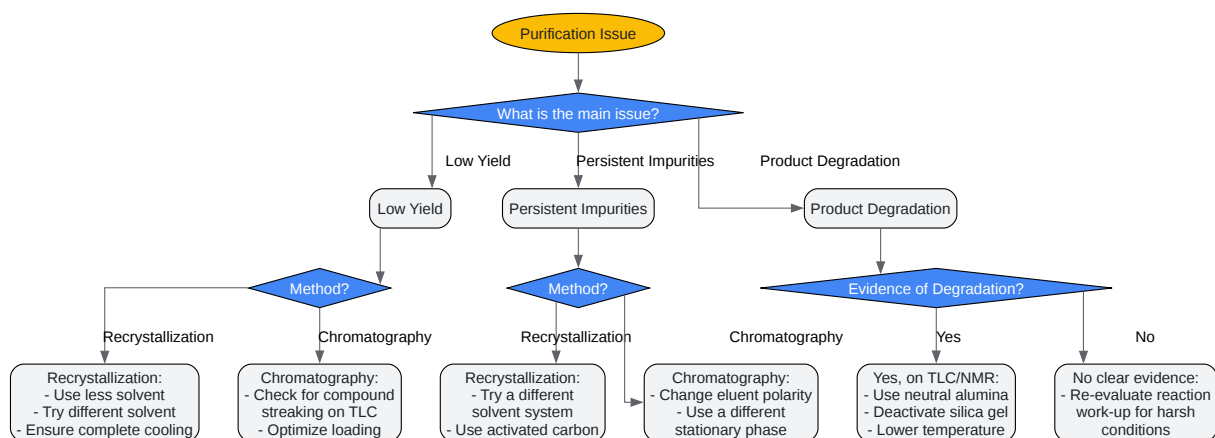 Purification Issue
What is the main issue?
Low Yield
Persistent Impurities
Product Degradation
Low Yield
Persistent Impurities
Product Degradation
Method?
Method?
Evidence of Degradation?
Recrystallization
Chromatography
Recrystallization
Chromatography
Yes
No
Recrystallization:
- Use less solvent
- Try different solvent
- Ensure complete cooling
Chromatography:
- Check for compound
streaking on TLC
- Optimize loading
Recrystallization:
- Try a different
solvent system
- Use activated carbon
Chromatography:
- Change eluent polarity
- Use a different
stationary phase
Yes, on TLC/NMR:
- Use neutral alumina
- Deactivate silica gel
- Lower temperature
No clear evidence:
- Re-evaluate reaction
work-up for harsh
conditions